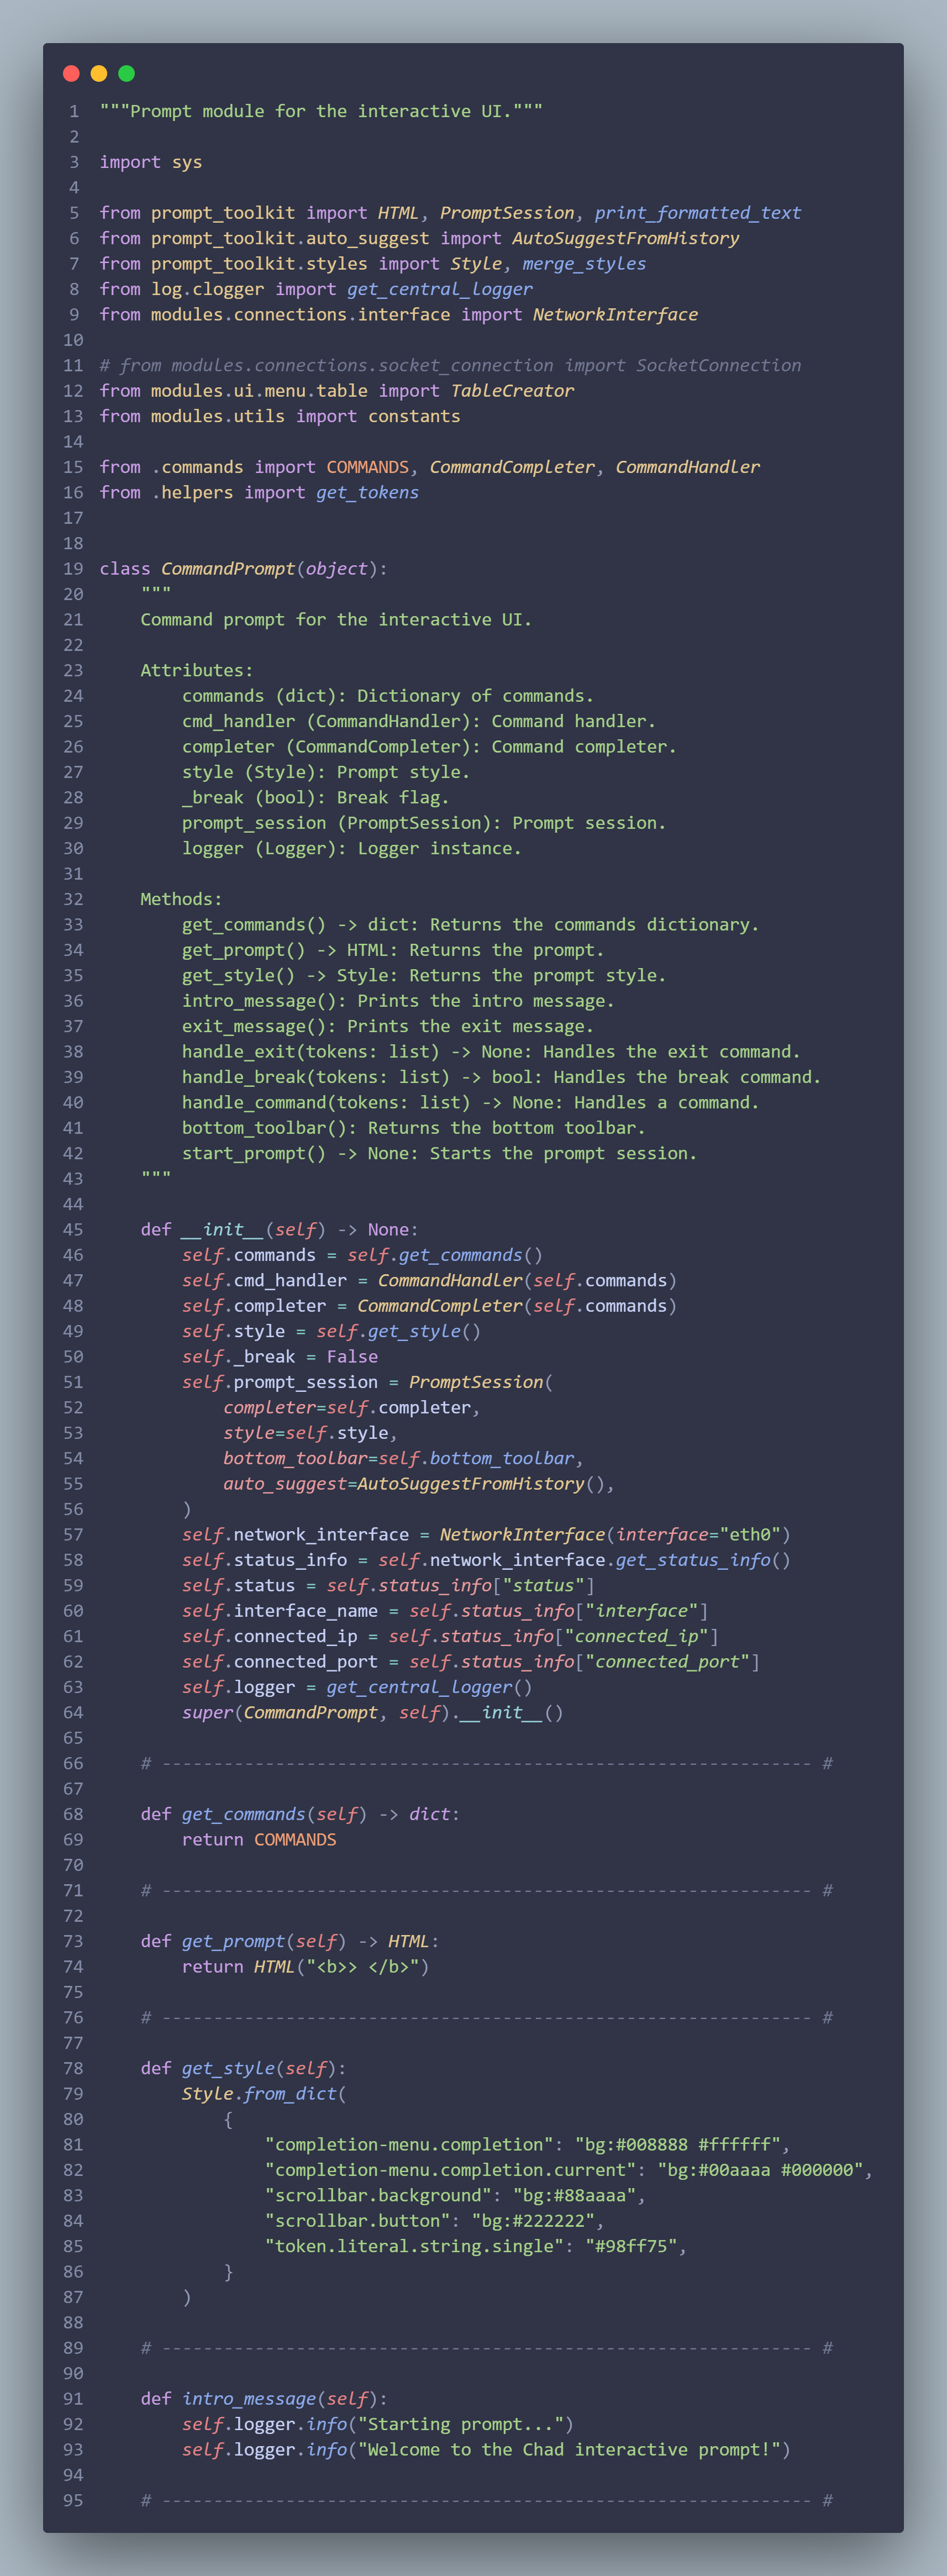 1 """Prompt module for the interactive UI."""
2
3 import sys
4
5 from prompt_toolkit import HTML, PromptSession, print_formatted_text
6 from prompt_toolkit.auto_suggest import AutoSuggestFromHistory
7 from prompt_toolkit.styles import Style, merge_styles
8 from log.clogger import get_central_logger
9 from modules.connections.interface import NetworkInterface
10
11 # from modules.connections.socket_connection import SocketConnection
12 from modules.ui.menu.table import TableCreator
13 from modules.utils import constants
14
15 from .commands import COMMANDS, CommandCompleter, CommandHandler
16 from .helpers import get_tokens
17
18
19 class CommandPrompt(object):
20     """
21     Command prompt for the interactive UI.
22
23     Attributes:
24         commands (dict): Dictionary of commands.
25         cmd_handler (CommandHandler): Command handler.
26         completer (CommandCompleter): Command completer.
27         style (Style): Prompt style.
28         _break (bool): Break flag.
29         prompt_session (PromptSession): Prompt session.
30         logger (Logger): Logger instance.
31
32     Methods:
33         get_commands() -> dict: Returns the commands dictionary.
34         get_prompt() -> HTML: Returns the prompt.
35         get_style() -> Style: Returns the prompt style.
36         intro_message(): Prints the intro message.
37         exit_message(): Prints the exit message.
38         handle_exit(tokens: list) -> None: Handles the exit command.
39         handle_break(tokens: list) -> bool: Handles the break command.
40         handle_command(tokens: list) -> None: Handles a command.
41         bottom_toolbar(): Returns the bottom toolbar.
42         start_prompt() -> None: Starts the prompt session.
43     """
44
45     def __init__(self) -> None:
46         self.commands = self.get_commands()
47         self.cmd_handler = CommandHandler(self.commands)
48         self.completer = CommandCompleter(self.commands)
49         self.style = self.get_style()
50         self._break = False
51         self.prompt_session = PromptSession(
52             completer=self.completer,
53             style=self.style,
54             bottom_toolbar=self.bottom_toolbar,
55             auto_suggest=AutoSuggestFromHistory(),
56         )
57         self.network_interface = NetworkInterface(interface="eth0")
58         self.status_info = self.network_interface.get_status_info()
59         self.status = self.status_info["status"]
60         self.interface_name = self.status_info["interface"]
61         self.connected_ip = self.status_info["connected_ip"]
62         self.connected_port = self.status_info["connected_port"]
63         self.logger = get_central_logger()
64         super(CommandPrompt, self).__init__()
65
66     # --------------------------------------------------------------- #
67
68     def get_commands(self) -> dict:
69         return COMMANDS
70
71     # --------------------------------------------------------------- #
72
73     def get_prompt(self) -> HTML:
74         return HTML("<b>> </b>")
75
76     # --------------------------------------------------------------- #
77
78     def get_style(self):
79         Style.from_dict(
80             {
81                 "completion-menu.completion": "bg:#008888 #ffffff",
82                 "completion-menu.completion.current": "bg:#00aaaa #000000",
83                 "scrollbar.background": "bg:#88aaaa",
84                 "scrollbar.button": "bg:#222222",
85                 "token.literal.string.single": "#98ff75",
86             }
87         )
88
89     # --------------------------------------------------------------- #
90
91     def intro_message(self):
92         self.logger.info("Starting prompt...")
93         self.logger.info("Welcome to the Chad interactive prompt!")
94
95     # --------------------------------------------------------------- #